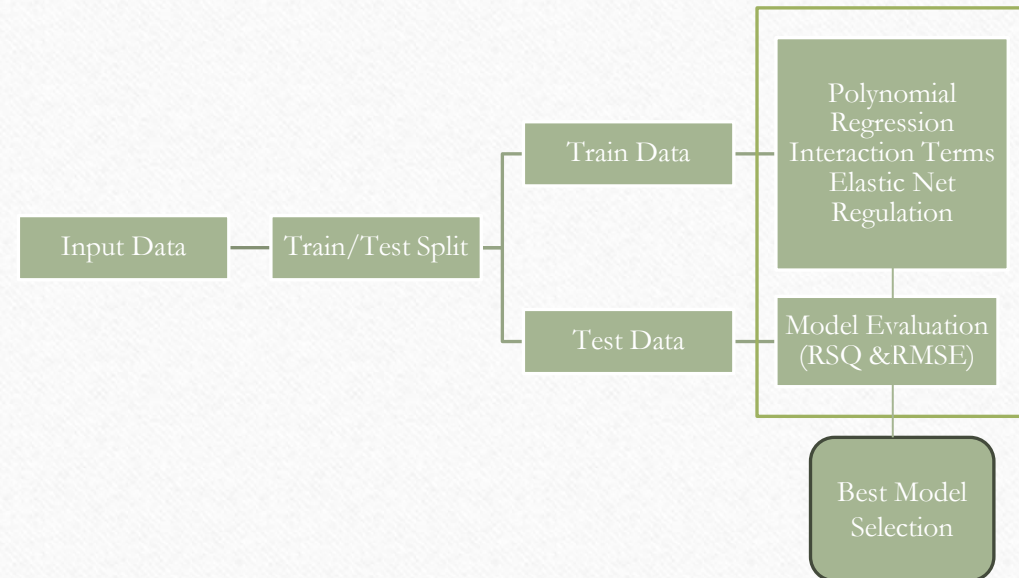 Input Data
Train/Test Split
Train Data
Test Data
Polynomial
Regression
Interaction Terms
Elastic Net
Regulation
Model Evaluation
(RSQ &RMSE)
Best Model
Selection